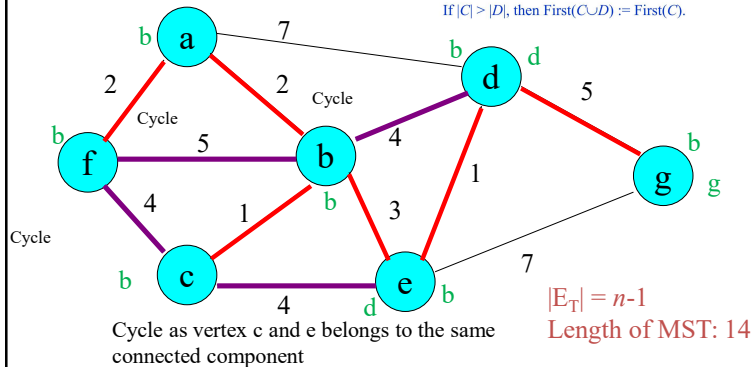 If |C| > |D|, then First(C∪D) := First(C).
b
a
7
b
d
d
2
2
Cycle
5
Cycle
4
b
b
f
5
b
1
g
g
4
1
b
3
Cycle
7
b
c
e
b
d
4
|E_T| = n-1
Cycle as vertex c and e belongs to the same
connected component
Length of MST: 14